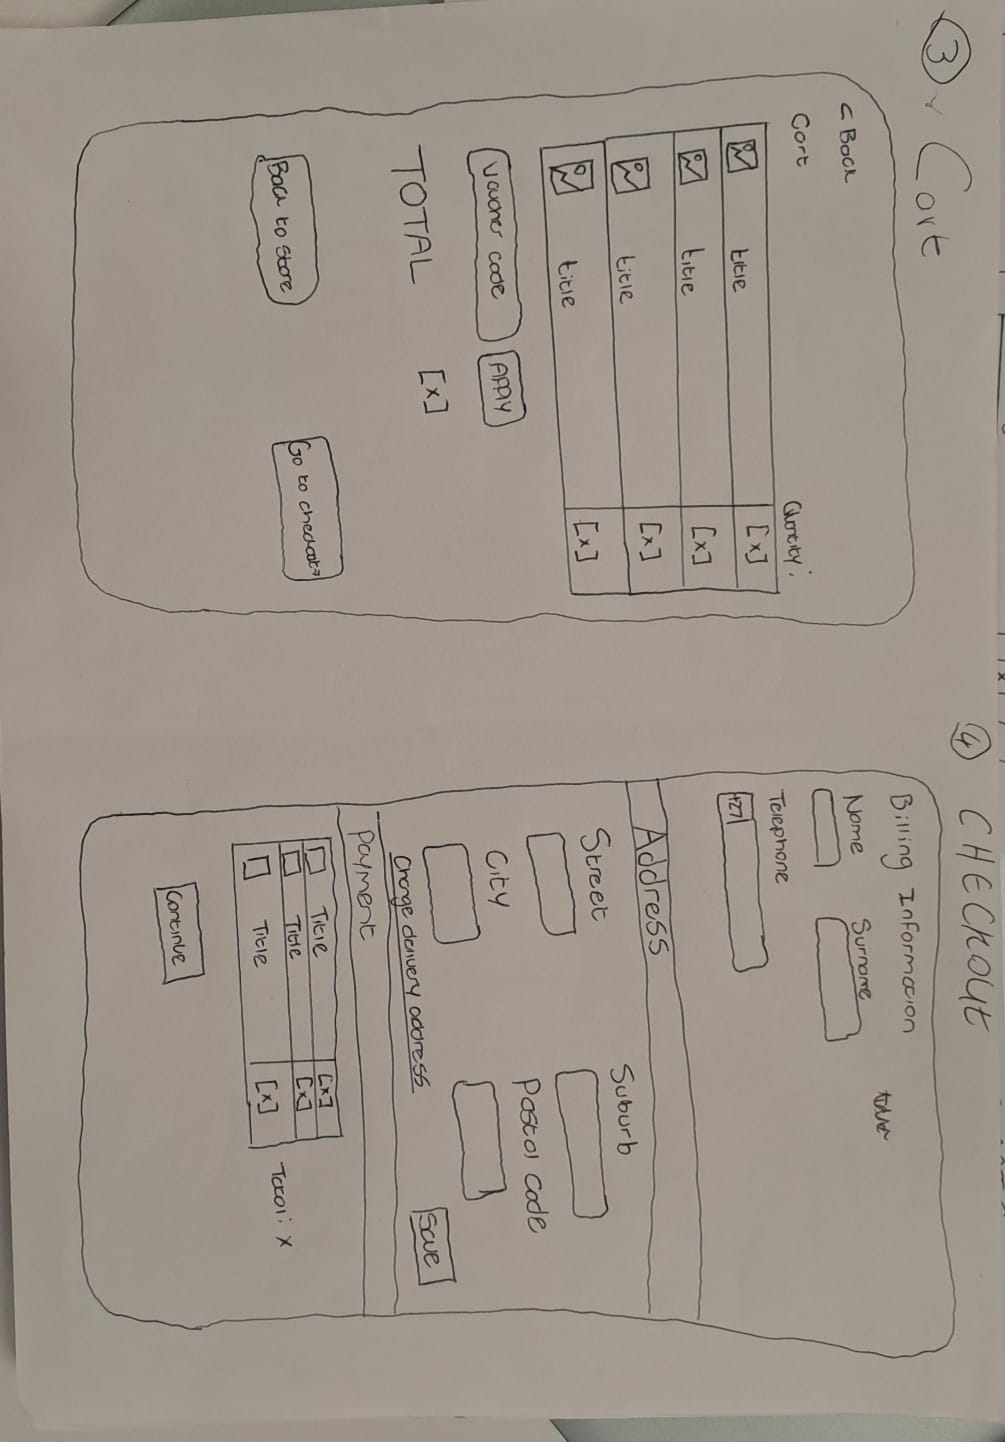 ③ Cart
< Back
Cart Quantity:
title [x]
title [x]
title [x]
title [x]
Voucher code APPLY
TOTAL [x]
Back to store Go to checkout>
④ CHECKOUT
Billing Information
Name Surname
Telephone
+27
Address
Street Suburb
City Postal code
Change delivery address Save
Payment
Title [x]
Title [x]
Title [x]
Total: x
Continue